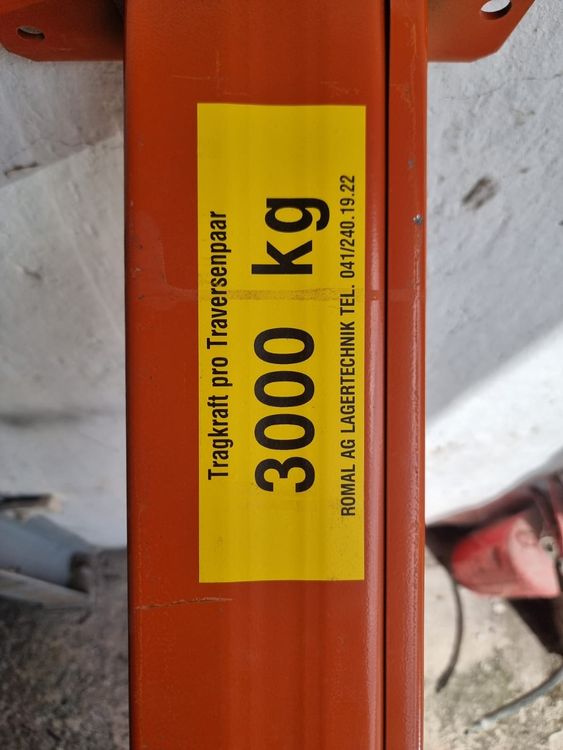 Tragkraft pro Traversenpaar
3000 kg
ROMAL AG LAGERTECHNIK TEL. 041/240.19.22